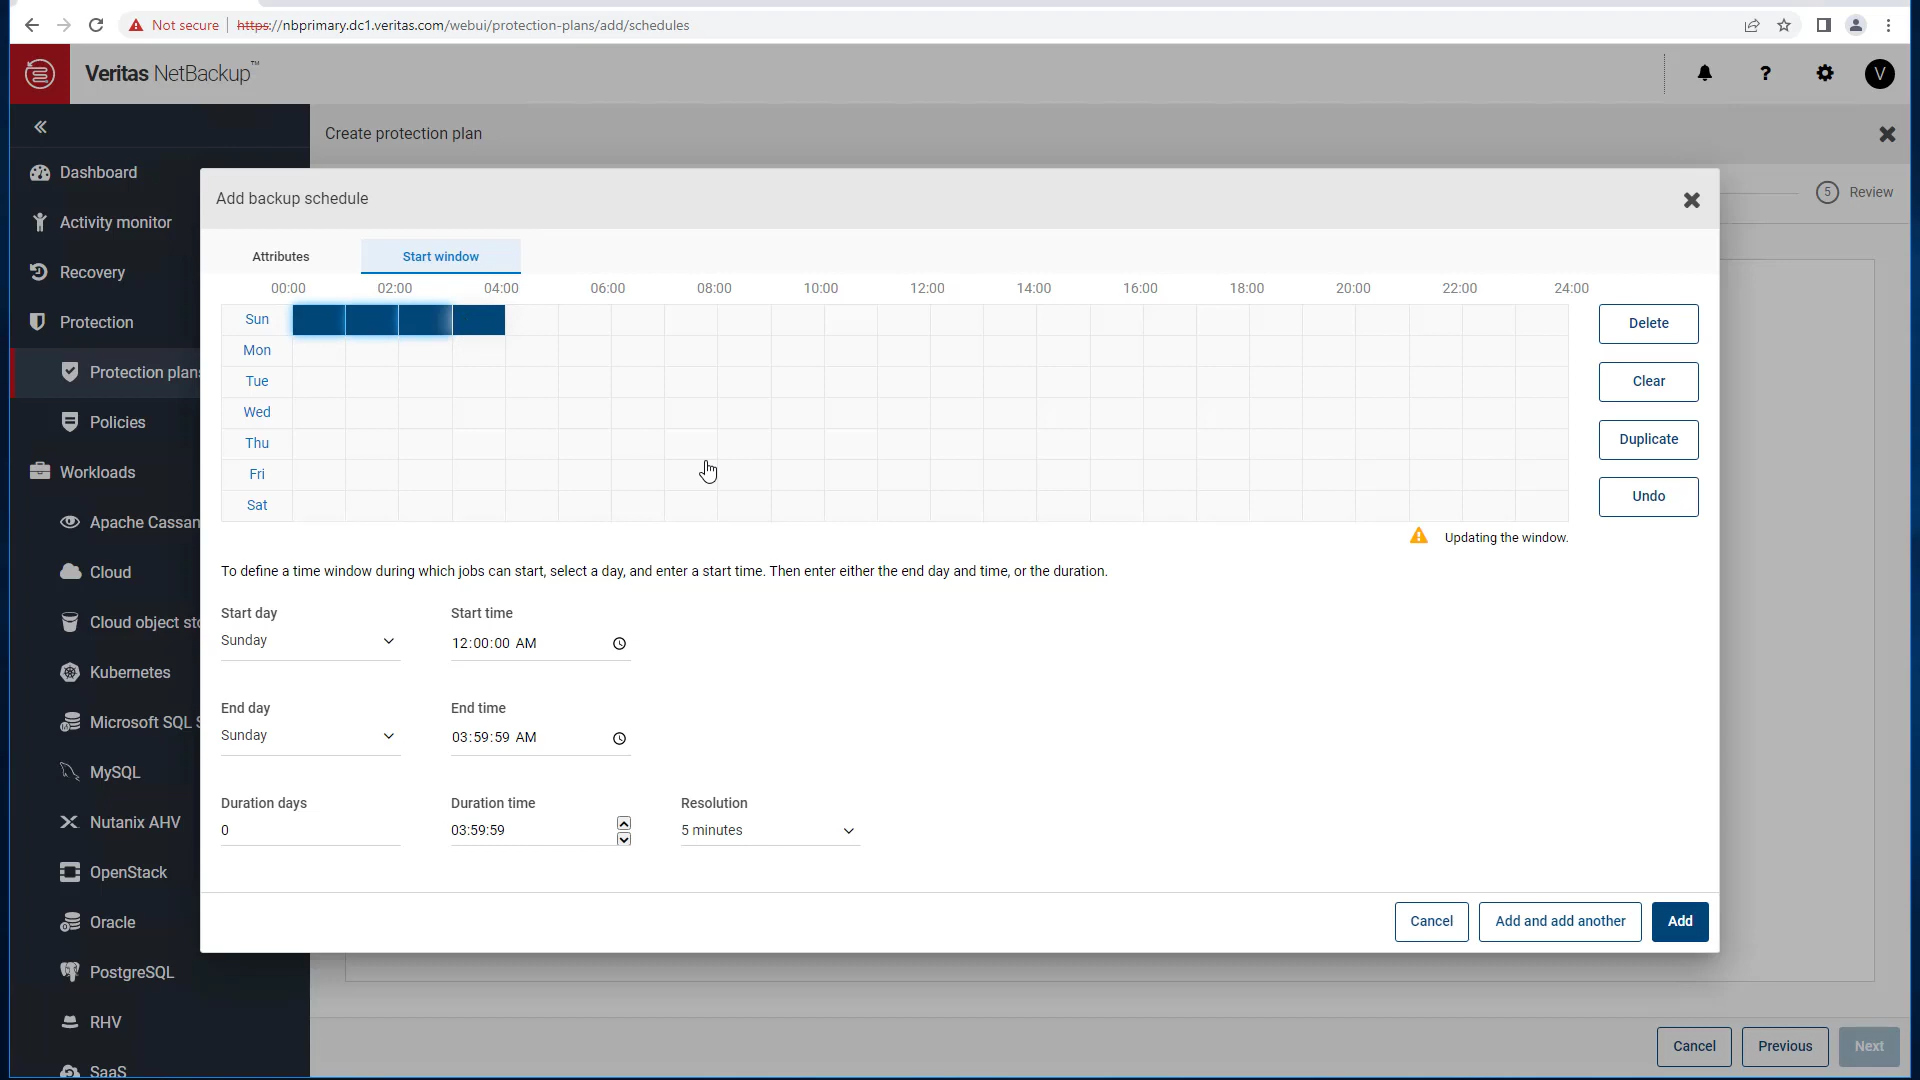 Not secure
https://nbprimary.dc1.veritas.com/webui/protection-plans/add/schedules
Veritas NetBackup™
?
V
Create protection plan
Dashboard
Activity monitor
Recovery
Protection
Protection plans
Policies
Workloads
Apache Cassan
Cloud
Cloud object sto
Kubernetes
Microsoft SQL S
MySQL
Nutanix AHV
OpenStack
Oracle
PostgreSQL
RHV
SaaS
5 Review
Add backup schedule
Attributes
Start window
00:00 02:00 04:00 06:00 08:00 10:00 12:00 14:00 16:00 18:00 20:00 22:00 24:00
Sun
Mon
Tue
Wed
Thu
Fri
Sat
Delete
Clear
Duplicate
Undo
Updating the window.
To define a time window during which jobs can start, select a day, and enter a start time. Then enter either the end day and time, or the duration.
Start day Start time
Sunday 12:00:00 AM
End day End time
Sunday 03:59:59 AM
Duration days Duration time Resolution
0 03:59:59 5 minutes
Cancel Add and add another Add
Cancel Previous Next